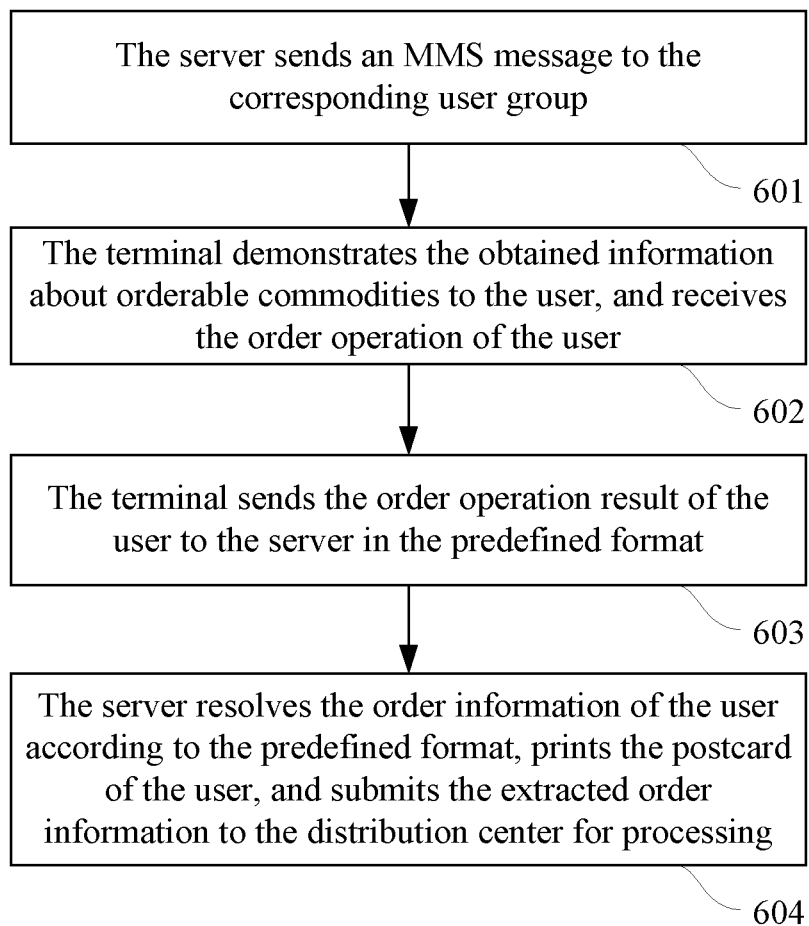 The server sends an MMS message to the
corresponding user group
601
The terminal demonstrates the obtained information
about orderable commodities to the user, and receives
the order operation of the user
602
The terminal sends the order operation result of the
user to the server in the predefined format
603
The server resolves the order information of the user
according to the predefined format, prints the postcard
of the user, and submits the extracted order
information to the distribution center for processing
604